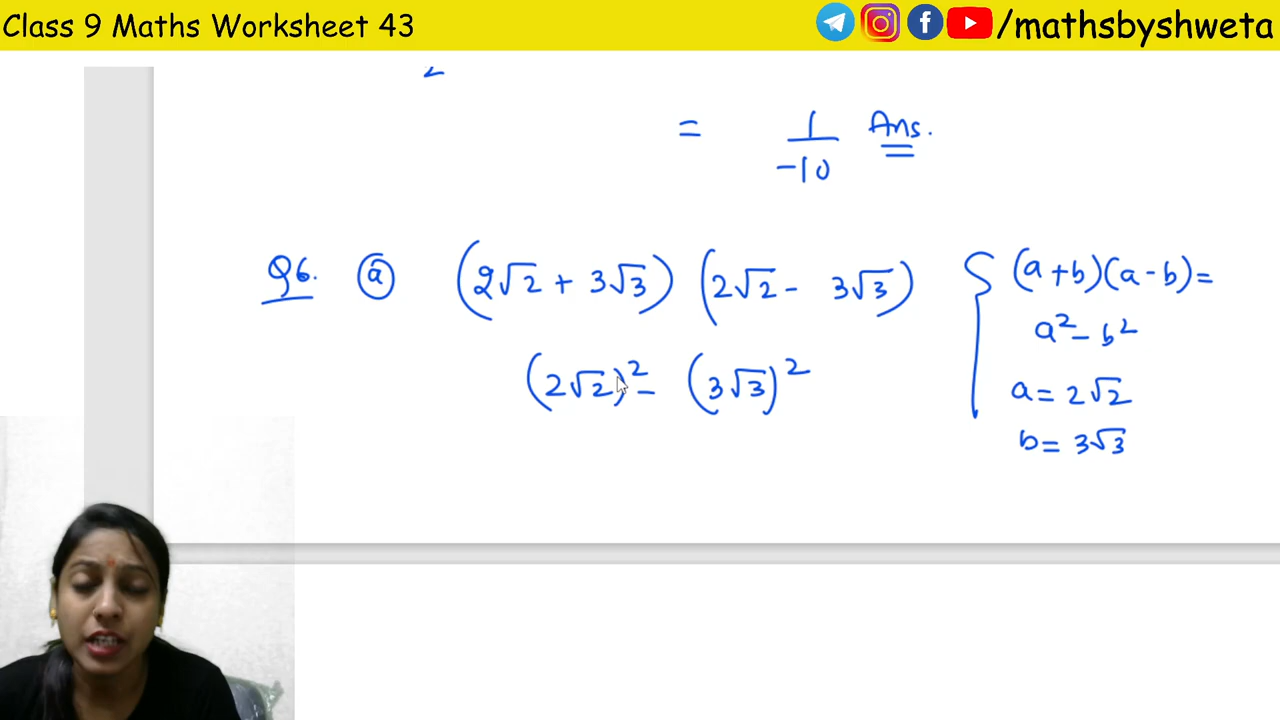 Class 9 Maths Worksheet 43
/mathsbyshweta
= 1/-10 Ans.
Q6. (a) (2√2 + 3√3) (2√2 - 3√3)
(2√2)² - (3√3)²
{ (a+b)(a-b) =
a² - b²
a = 2√2
b = 3√3